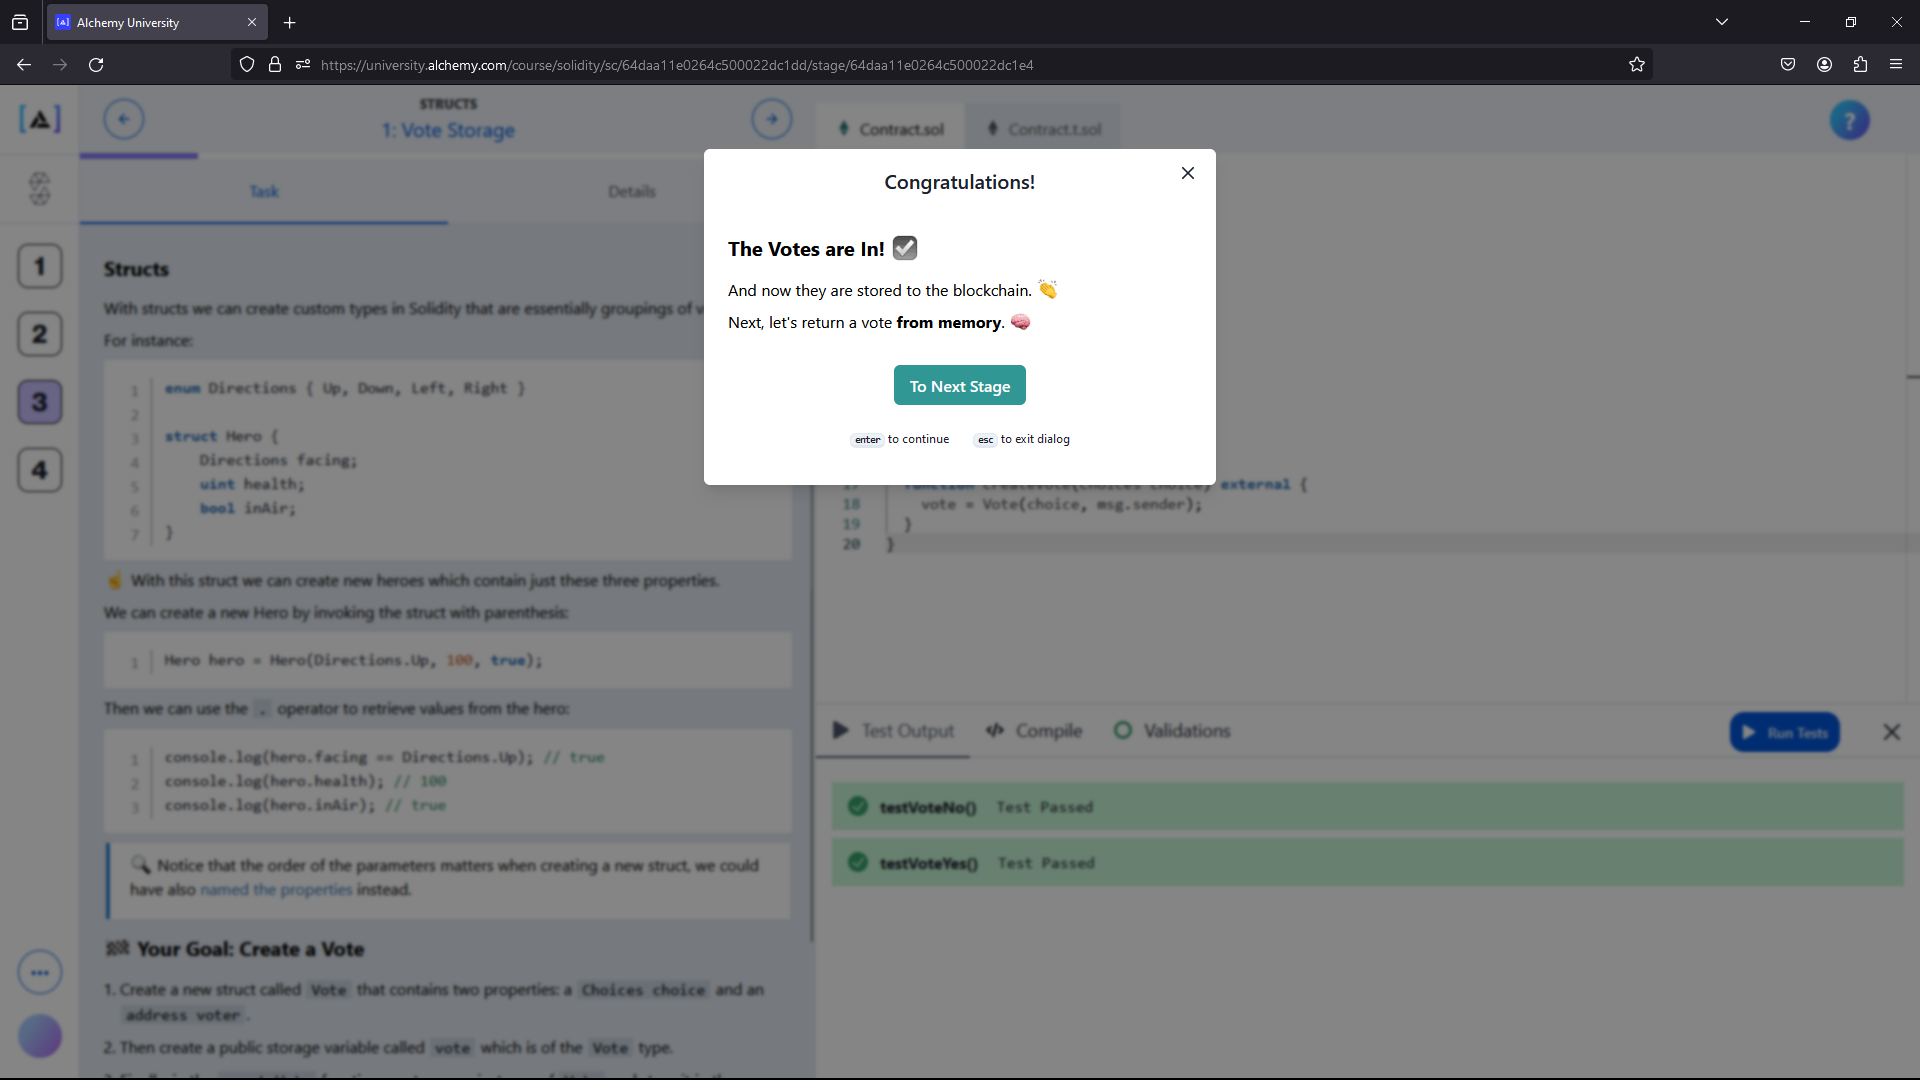 Alchemy University
https://university.alchemy.com/course/solidity/sc/64daa11e0264c500022dc1dd/stage/64daa11e0264c500022dc1e4
STRUCTS
1: Vote Storage
Contract.sol
Contract.t.sol
?
Task
Details
1
2
3
4
Structs
With structs we can create custom types in Solidity that are essentially groupings of
For instance:
1 enum Directions { Up, Down, Left, Right }
2
3 struct Hero {
4 Directions facing;
5 uint health;
6 bool inAir;
7 }
☝ With this struct we can create new heroes which contain just these three properties.
We can create a new Hero by invoking the struct with parenthesis:
1 Hero hero = Hero(Directions.Up, 100, true);
Then we can use the . operator to retrieve values from the hero:
1 console.log(hero.facing == Directions.Up); // true
2 console.log(hero.health); // 100
3 console.log(hero.inAir); // true
🔍 Notice that the order of the parameters matters when creating a new struct, we could
have also named the properties instead.
🏁 Your Goal: Create a Vote
1. Create a new struct called Vote that contains two properties: a Choices choice and an
address voter.
2. Then create a public storage variable called vote which is of the Vote type.
Congratulations!
The Votes are In! ☑
And now they are stored to the blockchain. 👏
Next, let's return a vote from memory. 🧠
To Next Stage
enter to continue esc to exit dialog
17 function createVote(Choices choice) external {
18 vote = Vote(choice, msg.sender);
19 }
20 }
Test Output
Compile
Validations
Run Tests
testVoteNo() Test Passed
testVoteYes() Test Passed